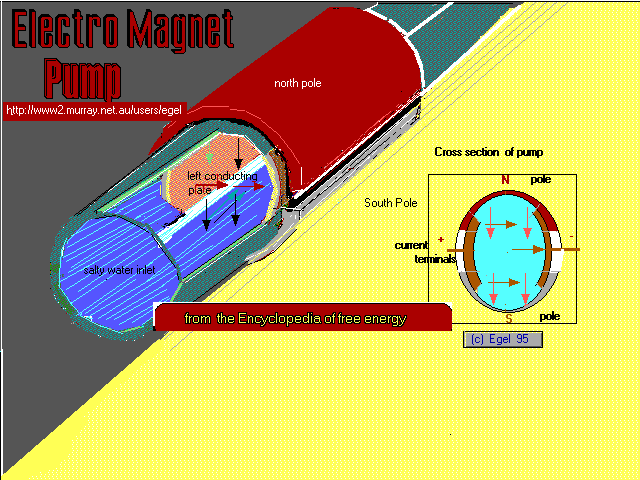 Electro Magnet
Pump
http://www2.murray.net.au/users/egel
north pole
left conducting
plate
salty water inlet
South Pole
Cross section of pump
N pole
+ -
current
terminals
S pole
from the Encyclopedia of free energy
(c) Egel 95